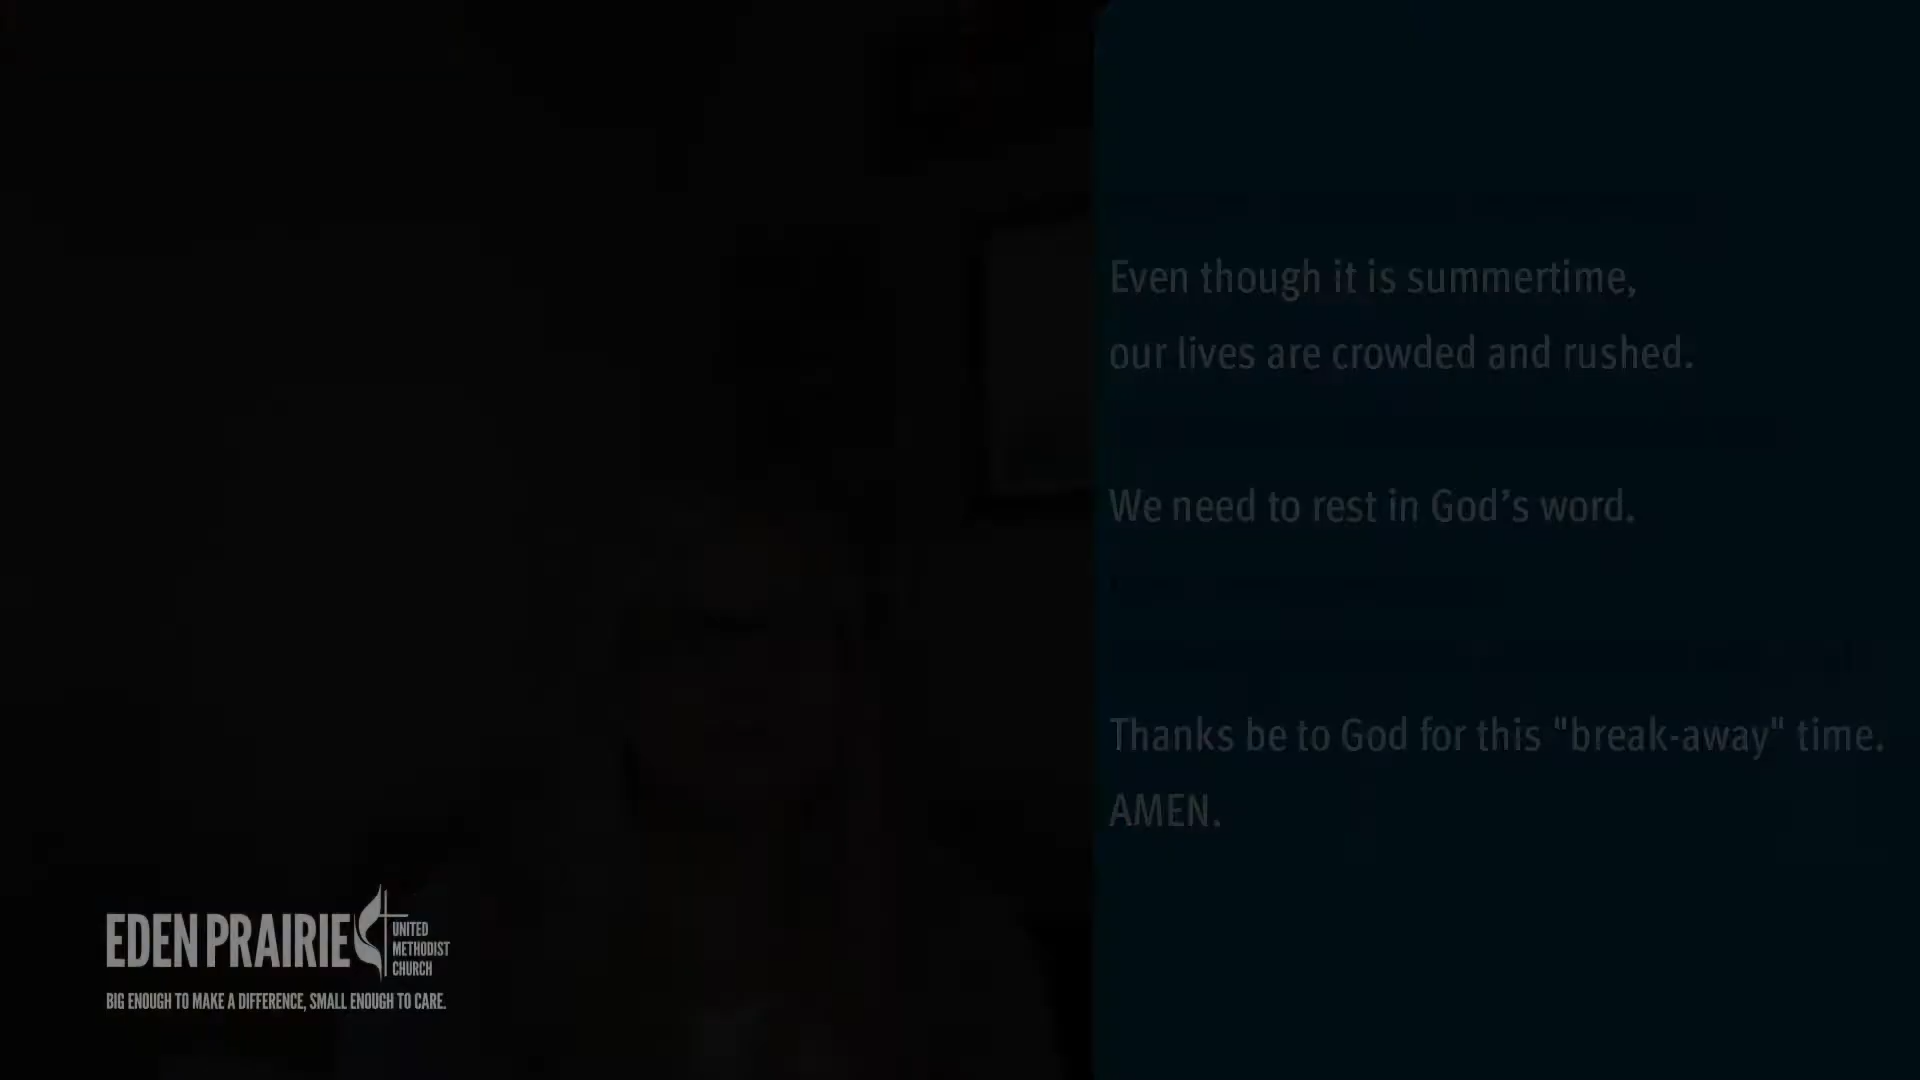 Even though it is summertime,
our lives are crowded and rushed.
We need to rest in God’s word.
Thanks be to God for this "break-away" time.
AMEN.
EDEN PRAIRIE
UNITED
METHODIST
CHURCH
BIG ENOUGH TO MAKE A DIFFERENCE, SMALL ENOUGH TO CARE.